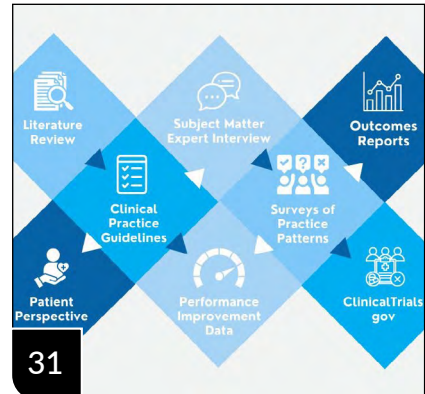 Literature
Review
Subject Matter
Expert Interview
Outcomes
Reports
Clinical
Practice
Guidelines
Surveys of
Practice
Patterns
Patient
Perspective
Performance
Improvement
Data
ClinicalTrials
gov
31